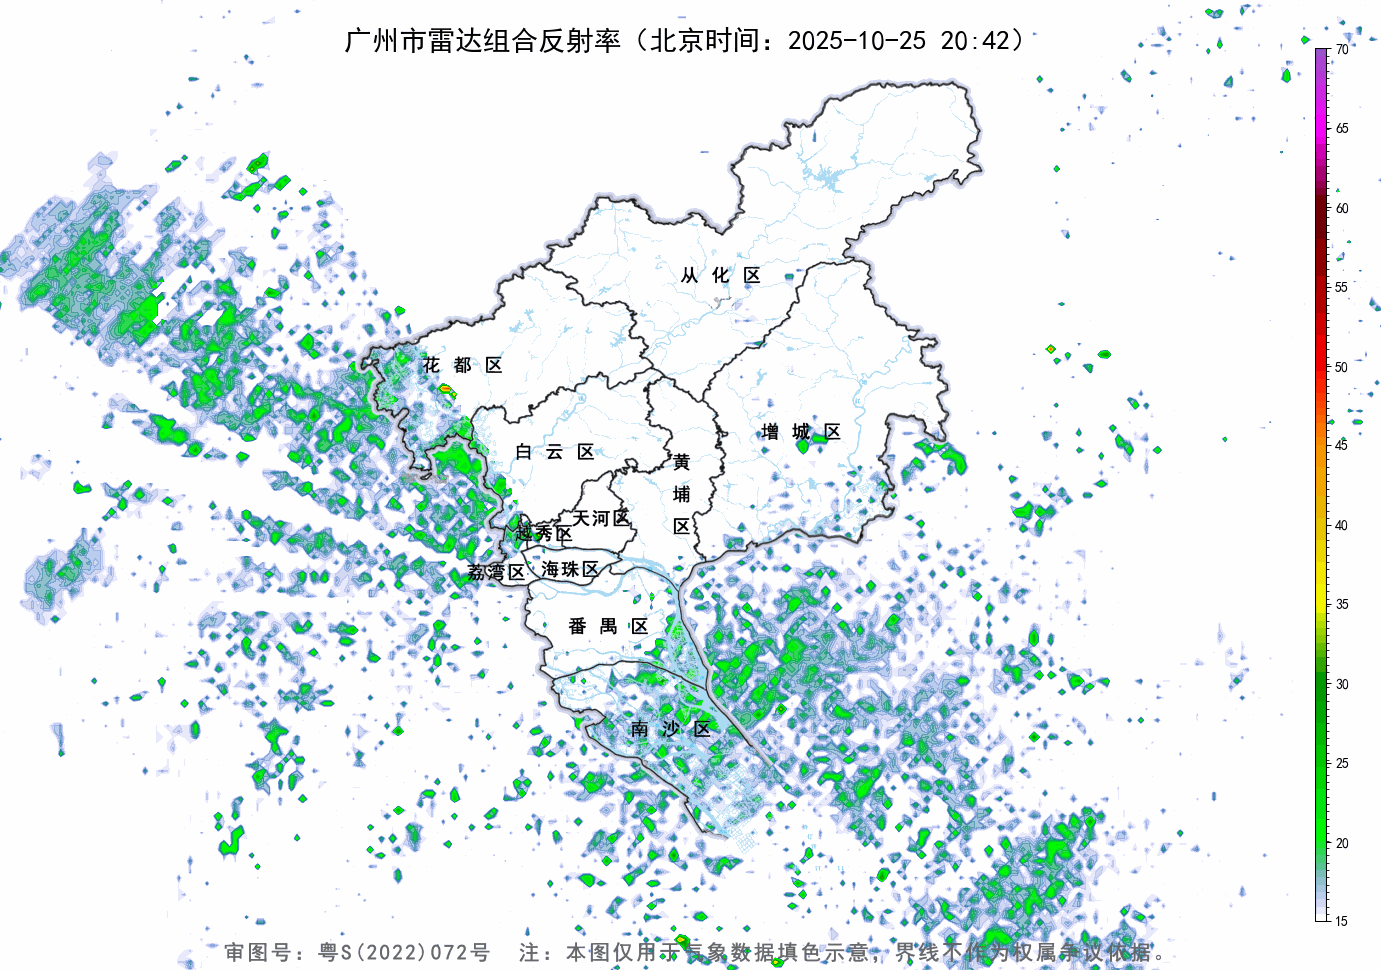 广州市雷达组合反射率（北京时间：2025-10-25 20:42）
70
65
60
55
50
45
40
35
30
25
20
15
从化区
花都区
增城区
白云区
黄埔区
天河区
越秀区
荔湾区
海珠区
番禺区
南沙区
审图号：粤S(2022)072号 注：本图仅用于气象数据填色示意，界线不作为权属争议依据。